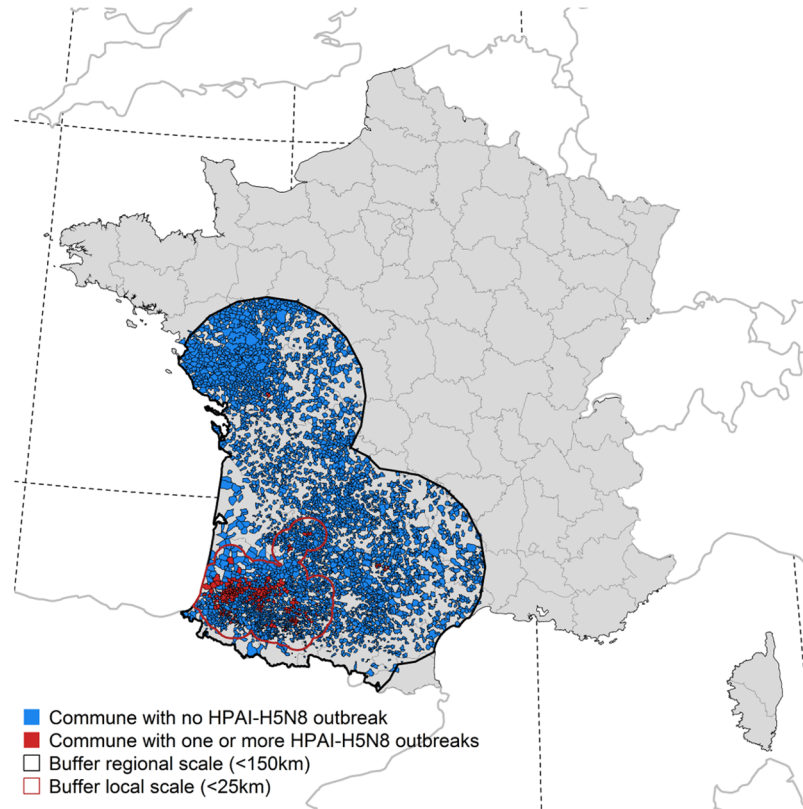 Commune with no HPAI-H5N8 outbreak
Commune with one or more HPAI-H5N8 outbreaks
Buffer regional scale (<150km)
Buffer local scale (<25km)